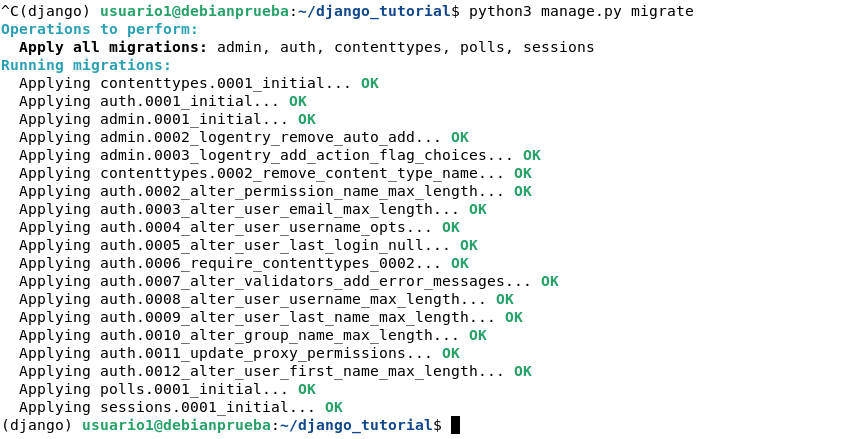 ^C(django) usuario1@debianprueba:~/django_tutorial$ python3 manage.py migrate
Operations to perform:
  Apply all migrations: admin, auth, contenttypes, polls, sessions
Running migrations:
  Applying contenttypes.0001_initial... OK
  Applying auth.0001_initial... OK
  Applying admin.0001_initial... OK
  Applying admin.0002_logentry_remove_auto_add... OK
  Applying admin.0003_logentry_add_action_flag_choices... OK
  Applying contenttypes.0002_remove_content_type_name... OK
  Applying auth.0002_alter_permission_name_max_length... OK
  Applying auth.0003_alter_user_email_max_length... OK
  Applying auth.0004_alter_user_username_opts... OK
  Applying auth.0005_alter_user_last_login_null... OK
  Applying auth.0006_require_contenttypes_0002... OK
  Applying auth.0007_alter_validators_add_error_messages... OK
  Applying auth.0008_alter_user_username_max_length... OK
  Applying auth.0009_alter_user_last_name_max_length... OK
  Applying auth.0010_alter_group_name_max_length... OK
  Applying auth.0011_update_proxy_permissions... OK
  Applying auth.0012_alter_user_first_name_max_length... OK
  Applying polls.0001_initial... OK
  Applying sessions.0001_initial... OK
(django) usuario1@debianprueba:~/django_tutorial$